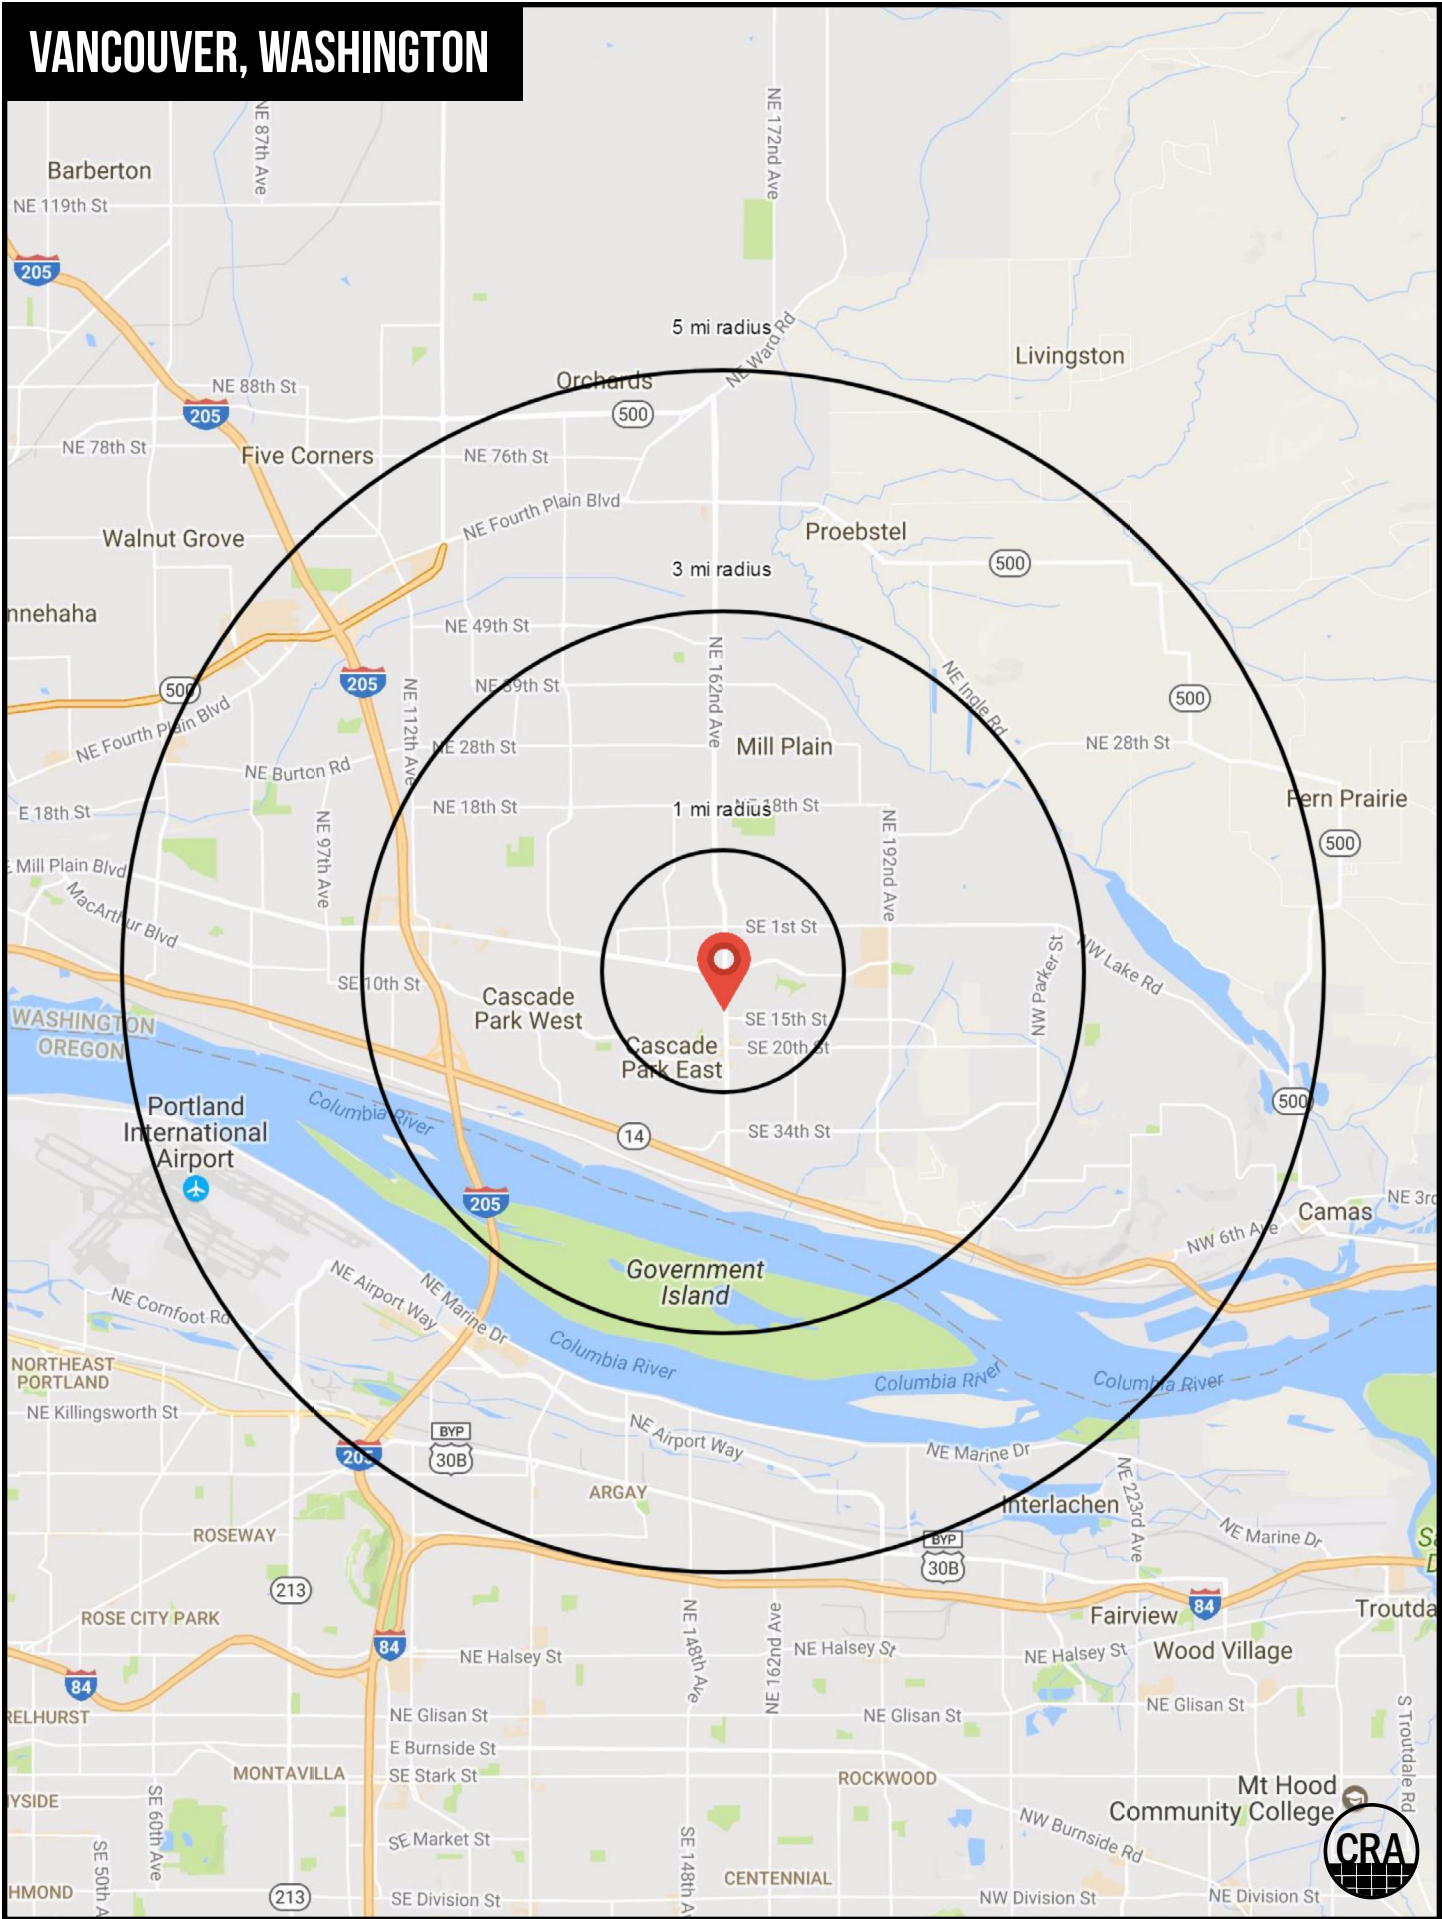 VANCOUVER, WASHINGTON
NE 87th Ave
NE 172nd Ave
Barberton
NE 119th St
205
5 mi radius
NE Ward Rd
Livingston
Orchards
NE 88th St
205
500
NE 78th St
Five Corners
NE 76th St
NE Fourth Plain Blvd
Walnut Grove
Proebstel
500
3 mi radius
nnehaha
NE 49th St
NE 162nd Ave
205
500
NE 112th Ave
NE 39th St
NE Ingle Rd
500
NE Fourth Plain Blvd
NE 28th St
Mill Plain
NE 28th St
NE Burton Rd
Fern Prairie
E 18th St
NE 97th Ave
NE 18th St
1 mi radius
NE 18th St
NE 192nd Ave
500
E Mill Plain Blvd
MacArthur Blvd
SE 1st St
NW Parker St
NW Lake Rd
SE 10th St
Cascade
Park West
WASHINGTON
OREGON
SE 15th St
Cascade
Park East
SE 20th St
Portland
International
Airport
Columbia River
14
SE 34th St
500
205
NE 3rd
Camas
NW 6th Ave
Government
Island
NE Airport Way
NE Marine Dr
NE Cornfoot Rd
Columbia River
Columbia River
Columbia River
NORTHEAST
PORTLAND
NE Killingsworth St
BYP
30B
205
NE Airport Way
NE Marine Dr
NE 223rd Ave
ARGAY
Interlachen
ROSEWAY
BYP
30B
NE Marine Dr
213
84
ROSE CITY PARK
NE 148th Ave
NE 162nd Ave
Fairview
Troutda
84
NE Halsey St
NE Halsey St
NE Halsey St
Wood Village
84
RELHURST
NE Glisan St
NE Glisan St
NE Glisan St
S Troutdale Rd
E Burnside St
MONTAVILLA
SE Stark St
ROCKWOOD
Mt Hood
Community College
YSIDE
SE 60th Ave
NW Burnside Rd
SE Market St
SE 50th A
SE 148th A
CRA
CENTENNIAL
HMOND
213
SE Division St
NW Division St
NE Division St